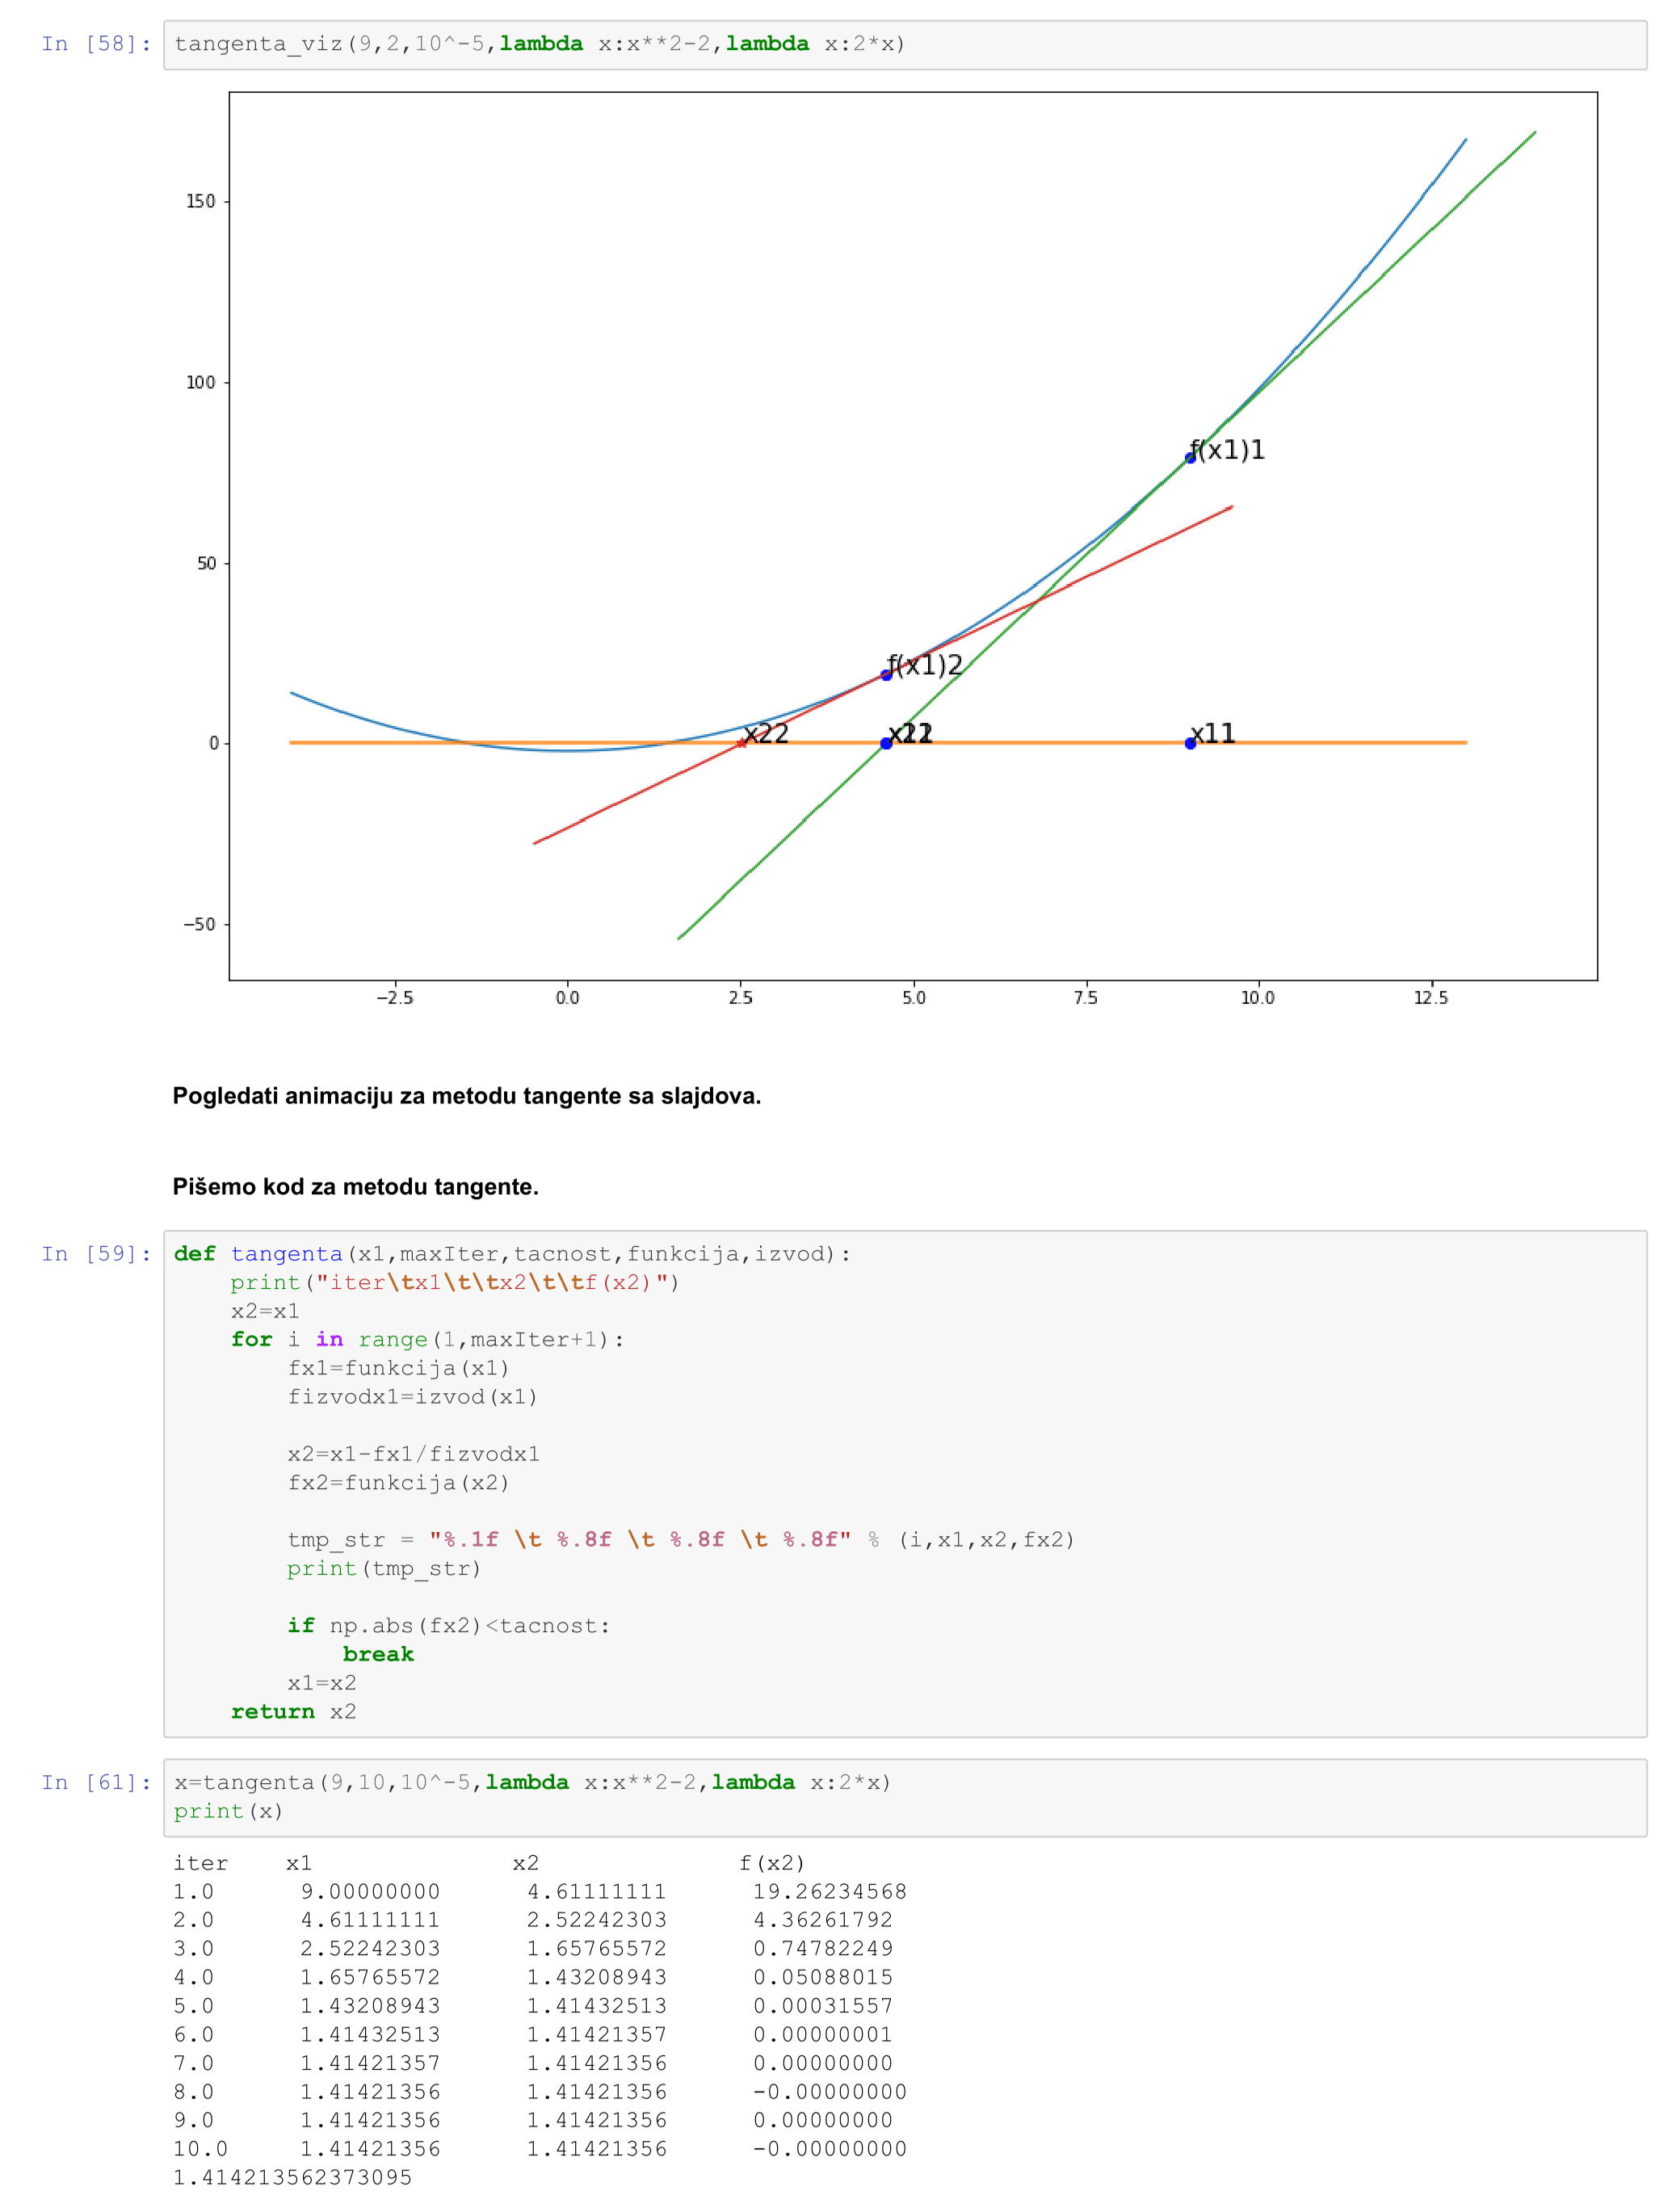 In [58]: tangenta_viz(9,2,10^-5,lambda x:x**2-2,lambda x:2*x)
150
100
f(x1)1
50
f(x1)2
x22
x11
0
−50
−2.5 0.0 2.5 5.0 7.5 10.0 12.5
Pogledati animaciju za metodu tangente sa slajdova.
Pišemo kod za metodu tangente.
In [59]: def tangenta(x1,maxIter,tacnost,funkcija,izvod):
    print("iter\tx1\t\tx2\t\tf(x2)")
    x2=x1
    for i in range(1,maxIter+1):
        fx1=funkcija(x1)
        fizvodx1=izvod(x1)
        x2=x1-fx1/fizvodx1
        fx2=funkcija(x2)
        tmp_str = "%.1f \t %.8f \t %.8f \t %.8f" % (i,x1,x2,fx2)
        print(tmp_str)
        if np.abs(fx2)<tacnost:
            break
        x1=x2
    return x2
In [61]: x=tangenta(9,10,10^-5,lambda x:x**2-2,lambda x:2*x)
print(x)
iter x1 x2 f(x2)
1.0 9.00000000 4.61111111 19.26234568
2.0 4.61111111 2.52242303 4.36261792
3.0 2.52242303 1.65765572 0.74782249
4.0 1.65765572 1.43208943 0.05088015
5.0 1.43208943 1.41432513 0.00031557
6.0 1.41432513 1.41421357 0.00000001
7.0 1.41421357 1.41421356 0.00000000
8.0 1.41421356 1.41421356 -0.00000000
9.0 1.41421356 1.41421356 0.00000000
10.0 1.41421356 1.41421356 -0.00000000
1.414213562373095